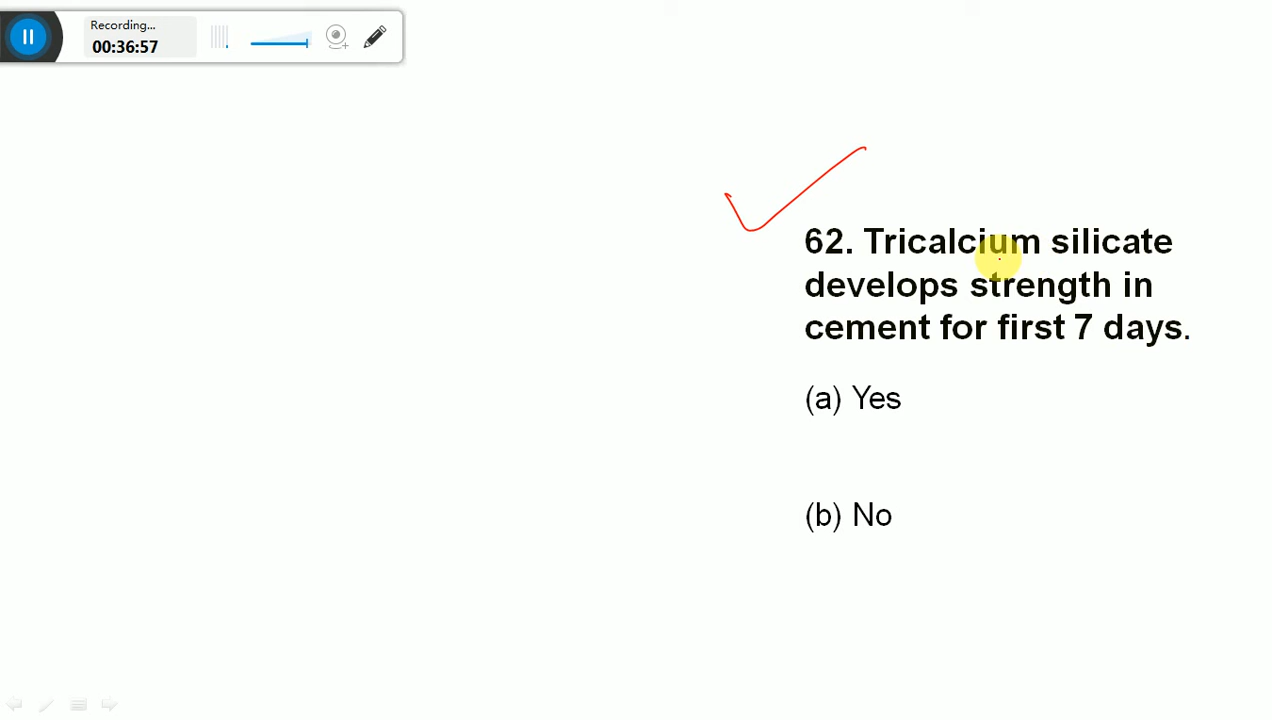 Recording...
00:36:57
62. Tricalcium silicate
develops strength in
cement for first 7 days.
(a) Yes
(b) No